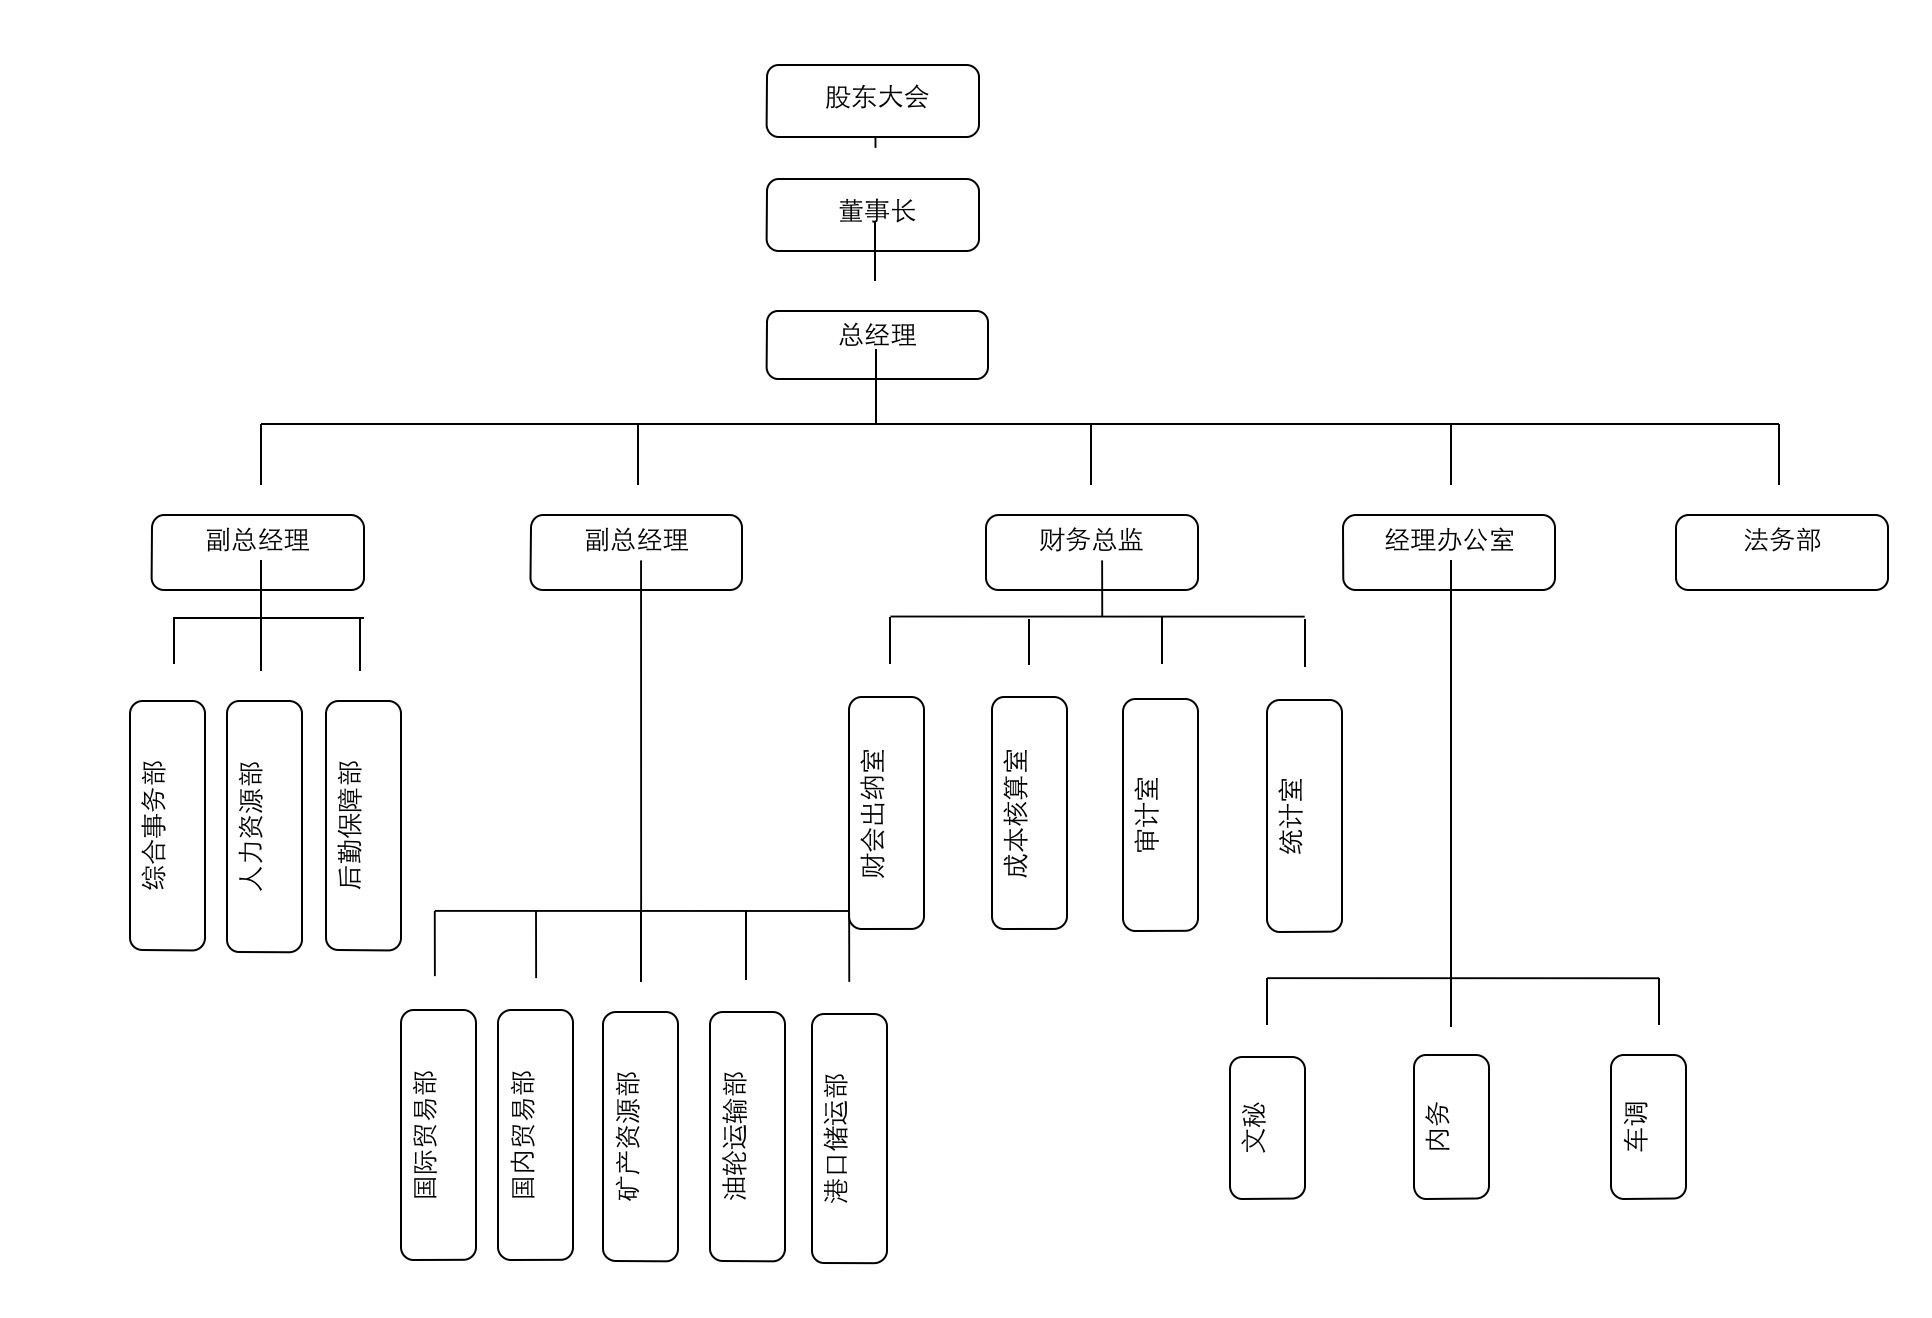 股东大会
董事长
总经理
副总经理
副总经理
财务总监
经理办公室
法务部
综合事务部
人力资源部
后勤保障部
财会出纳室
成本核算室
审计室
统计室
国际贸易部
国内贸易部
矿产资源部
油轮运输部
港口储运部
文秘
内务
车调